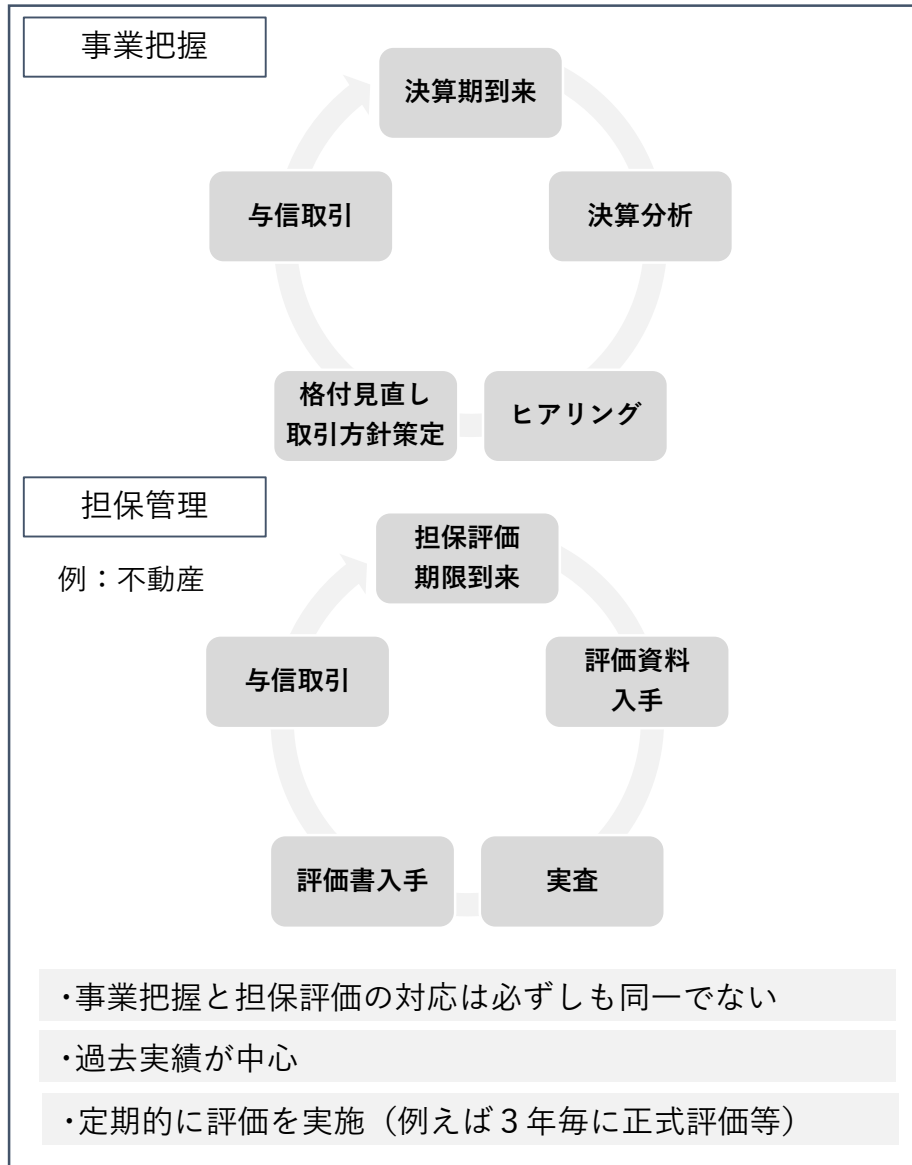 事業把握
決算期到来
決算分析
ヒアリング
格付見直し
取引方針策定
与信取引
担保管理
例：不動産
担保評価
期限到来
評価資料
入手
実査
評価書入手
与信取引
・事業把握と担保評価の対応は必ずしも同一でない
・過去実績が中心
・定期的に評価を実施（例えば３年毎に正式評価等）